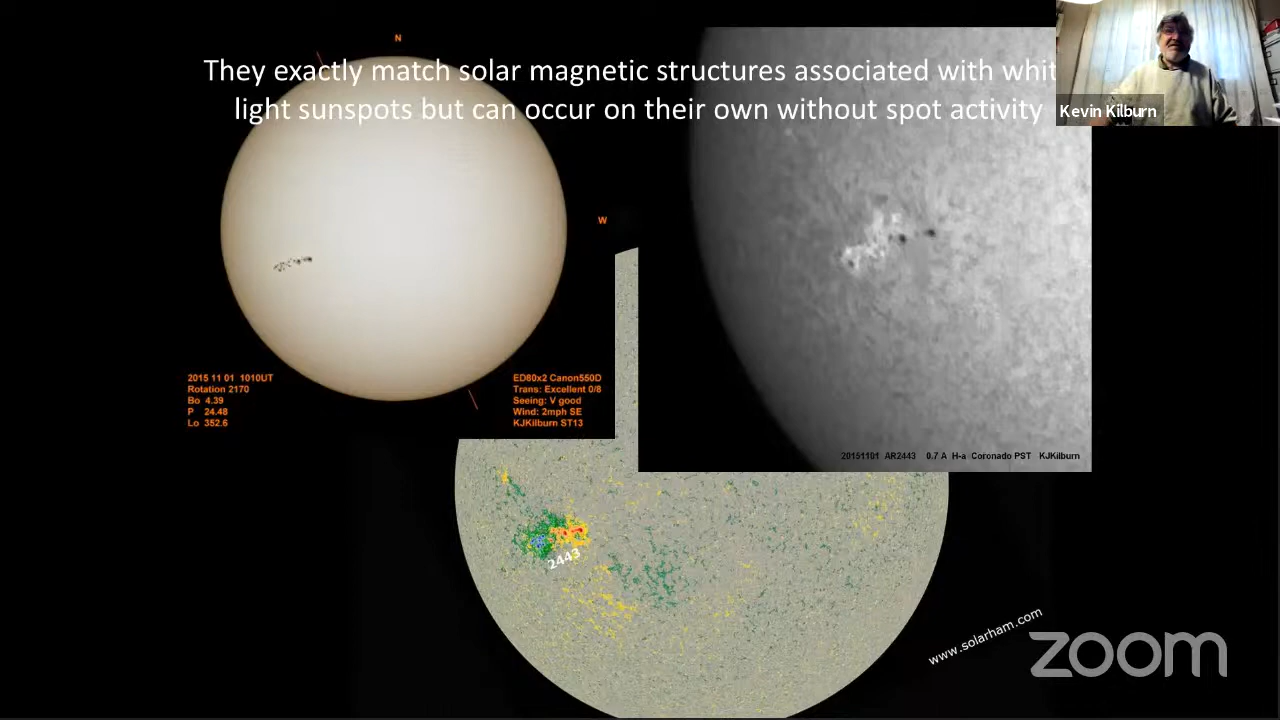 N
They exactly match solar magnetic structures associated with whit
light sunspots but can occur on their own without spot activity
Kevin Kilburn
W
2015 11 01 1010UT
Rotation 2170
Bo 4.39
P 24.48
Lo 352.6
ED80x2 Canon550D
Trans: Excellent 0/8
Seeing: V good
Wind: 2mph SE
KJKilburn ST13
20151101 AR2443 0.7 A H-a Coronado PST KJKilburn
2443
www.solarham.com
zoom